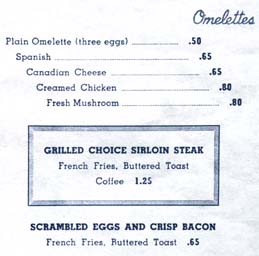 Omelettes
Plain Omelette (three eggs) .50
Spanish .65
Canadian Cheese .65
Creamed Chicken .80
Fresh Mushroom .80
GRILLED CHOICE SIRLOIN STEAK
French Fries, Buttered Toast
Coffee 1.25
SCRAMBLED EGGS AND CRISP BACON
French Fries, Buttered Toast .65